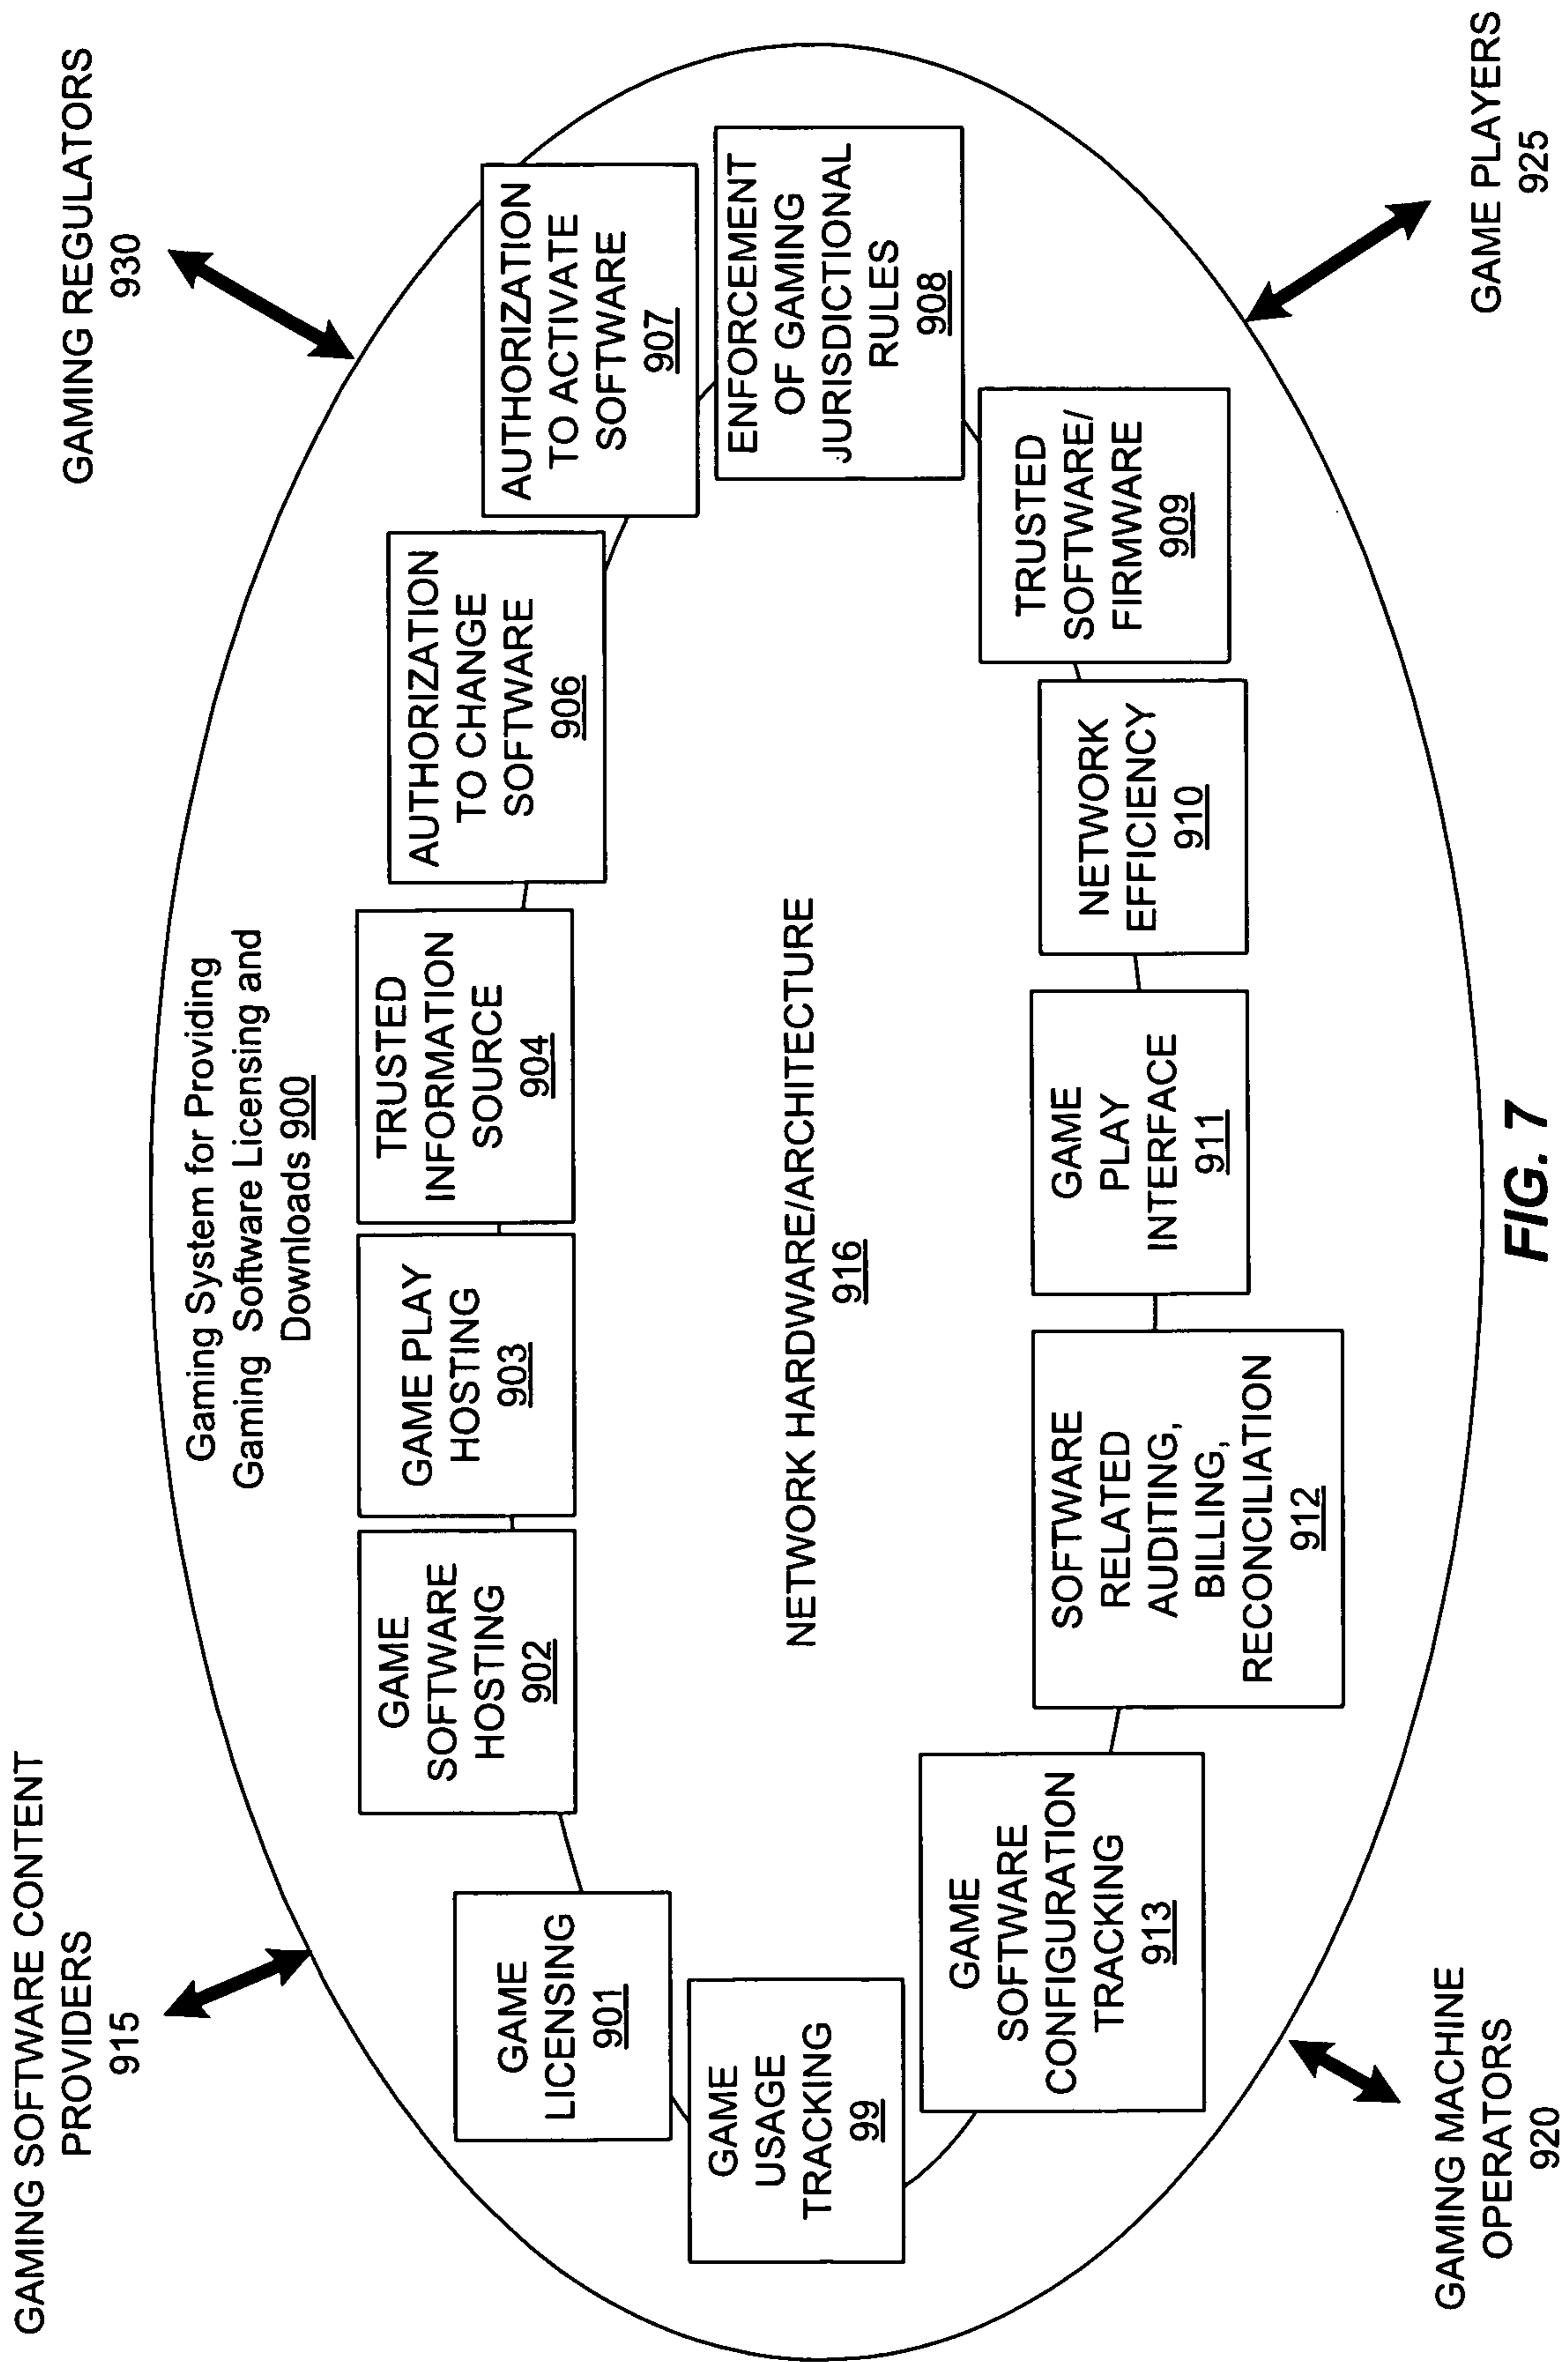 GAMING SOFTWARE CONTENT
PROVIDERS
915
GAMING REGULATORS
930
Gaming System for Providing
Gaming Software Licensing and
Downloads 900
GAME
LICENSING
901
GAME
SOFTWARE
HOSTING
902
GAME PLAY
HOSTING
903
TRUSTED
INFORMATION
SOURCE
904
AUTHORIZATION
TO CHANGE
SOFTWARE
906
AUTHORIZATION
TO ACTIVATE
SOFTWARE
907
ENFORCEMENT
OF GAMING
JURISDICTIONAL
RULES
908
TRUSTED
SOFTWARE/
FIRMWARE
909
NETWORK
EFFICIENCY
910
GAME
PLAY
INTERFACE
911
SOFTWARE
RELATED
AUDITING,
BILLING,
RECONCILIATION
912
GAME
SOFTWARE
CONFIGURATION
TRACKING
913
GAME
USAGE
TRACKING
99
NETWORK HARDWARE/ARCHITECTURE
916
GAMING MACHINE
OPERATORS
920
GAME PLAYERS
925
FIG. 7